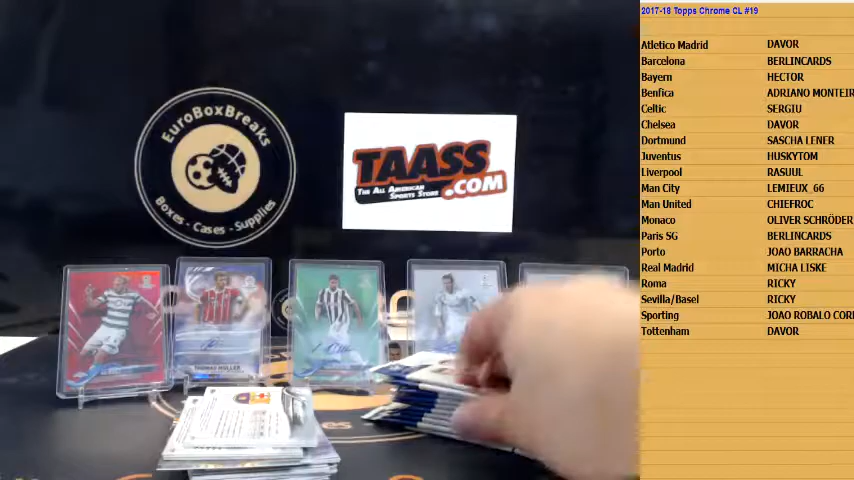 2017-18 Topps Chrome CL #19
Atletico Madrid DAVOR
Barcelona BERLINCARDS
Bayern HECTOR
Benfica ADRIANO MONTEIR
Celtic SERGIU
Chelsea DAVOR
Dortmund SASCHA LENER
Juventus HUSKYTOM
Liverpool RASUUL
Man City LEMIEUX_66
Man United CHIEFROC
Monaco OLIVER SCHRÖDER
Paris SG BERLINCARDS
Porto JOAO BARRACHA
Real Madrid MICHA LISKE
Roma RICKY
Sevilla/Basel RICKY
Sporting JOAO ROBALO CORI
Tottenham DAVOR
EuroBoxBreaks
Boxes - Cases - Supplies
TAASS
The All American
Sports Store
.COM
THOMAS MÜLLER